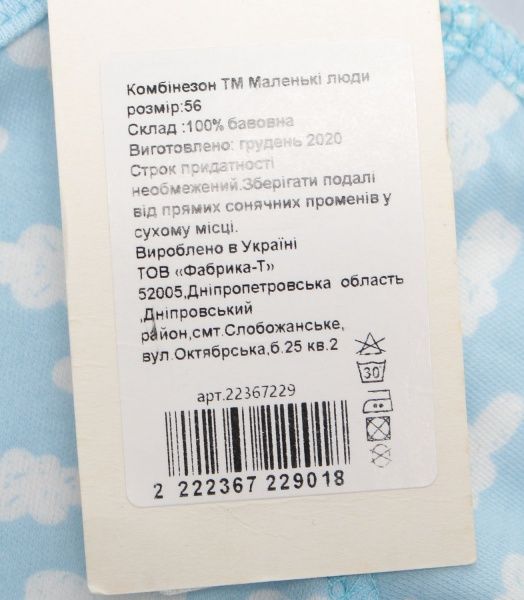 Комбінезон ТМ Маленькі люди
розмір:56
Склад :100% бавовна
Виготовлено: грудень 2020
Строк придатності
необмежений.Зберігати подалі
від прямих сонячних променів у
сухому місці.
Вироблено в Україні
ТОВ «Фабрика-Т»
52005,Дніпропетровська область
,Дніпровський
район,смт.Слобожанське,
вул.Октябрська,б.25 кв.2
30
арт.22367229
2 222367 229018